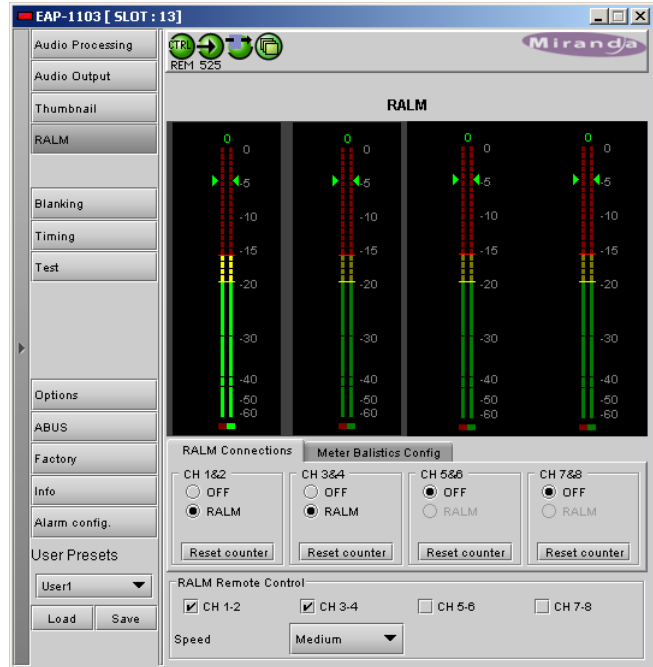 EAP-1103 [ SLOT : 13]
Audio Processing
Audio Output
Thumbnail
RALM
Blanking
Timing
Test
Options
ABUS
Factory
Info
Alarm config.
User Presets
User1
Load Save
CTRL
REM 525
Miranda
RALM
0 0 0 0
0 0 0 0
-5 -5 -5 -5
-10 -10 -10 -10
-15 -15 -15 -15
-20 -20 -20 -20
-30 -30 -30 -30
-40 -40 -40 -40
-50 -50 -50 -50
-60 -60 -60 -60
RALM Connections Meter Balistics Config
CH 1&2 CH 3&4 CH 5&6 CH 7&8
OFF OFF OFF OFF
RALM RALM RALM RALM
Reset counter Reset counter Reset counter Reset counter
RALM Remote Control
CH 1-2 CH 3-4 CH 5-6 CH 7-8
Speed Medium